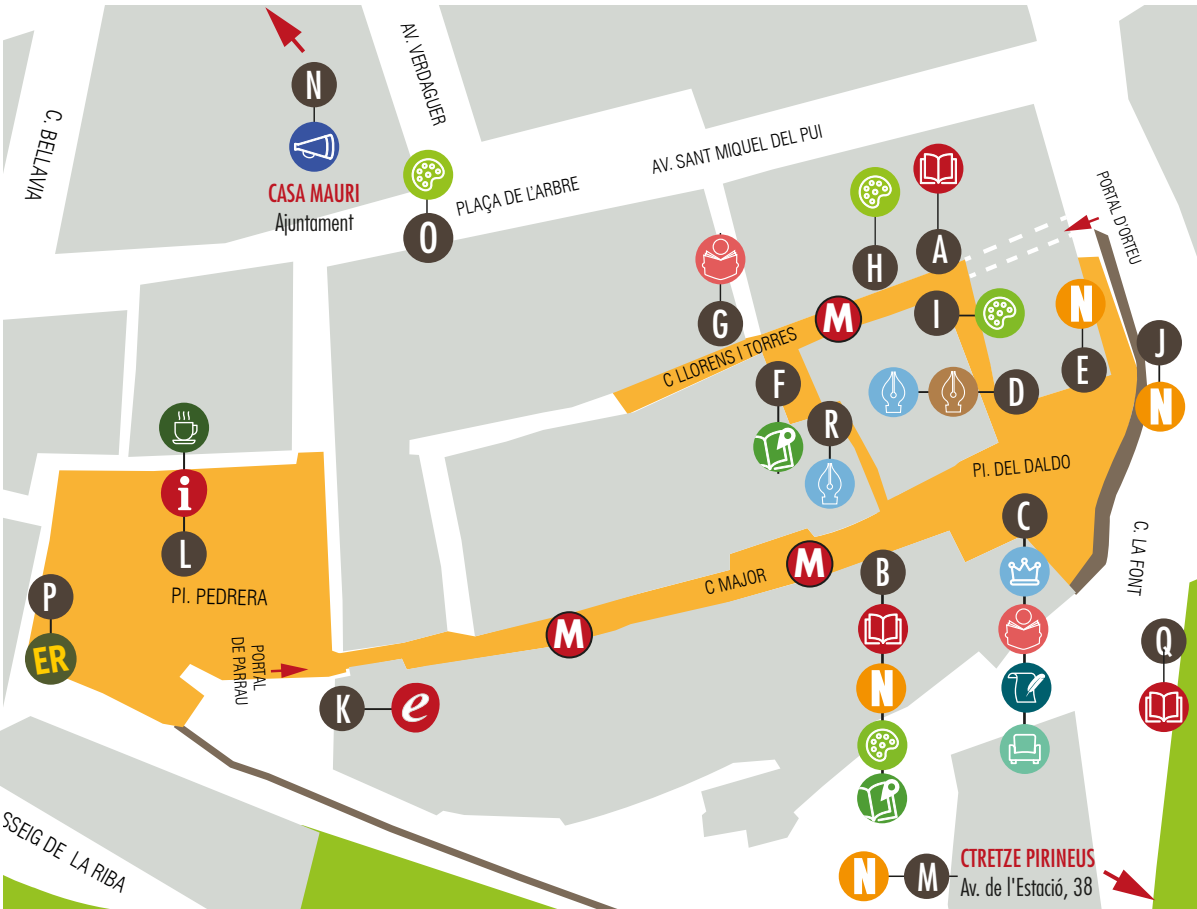 C. BELLAVIA
N
CASA MAURI
Ajuntament
AV. VERDAGUER
O
PLAÇA DE L'ARBRE
AV. SANT MIQUEL DEL PUI
H
A
PORTAL D'ORTEU
G
M
I
N
E
J
N
C LLORENS I TORRES
F
R
D
PI. DEL DALDO
i
L
PI. PEDRERA
P
ER
PORTAL
DE PARRAU
K
e
M
C MAJOR
M
B
N
C
C. LA FONT
Q
N
M
CTRETZE PIRINEUS
Av. de l'Estació, 38
SSEIG DE LA RIBA